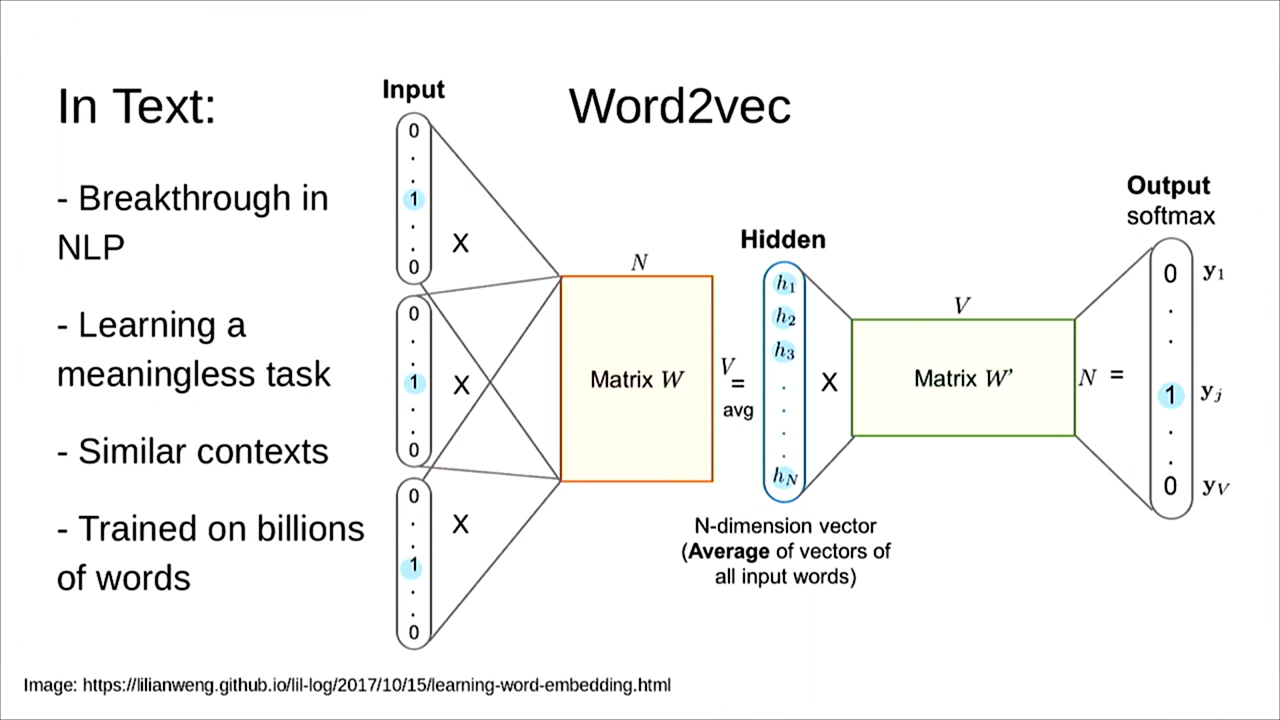 In Text:
Word2vec
- Breakthrough in
NLP
- Learning a
meaningless task
- Similar contexts
- Trained on billions
of words
Input
0
.
.
1
.
.
0
X
0
.
.
1
.
.
0
X
0
.
.
1
.
.
0
X
N
Matrix W
V
=
avg
Hidden
h1
h2
h3
.
.
.
.
hN
N-dimension vector
(Average of vectors of
all input words)
X
V
Matrix W'
N =
Output
softmax
0 y1
.
.
1 yj
.
.
0 yV
Image: https://lilianweng.github.io/lil-log/2017/10/15/learning-word-embedding.html